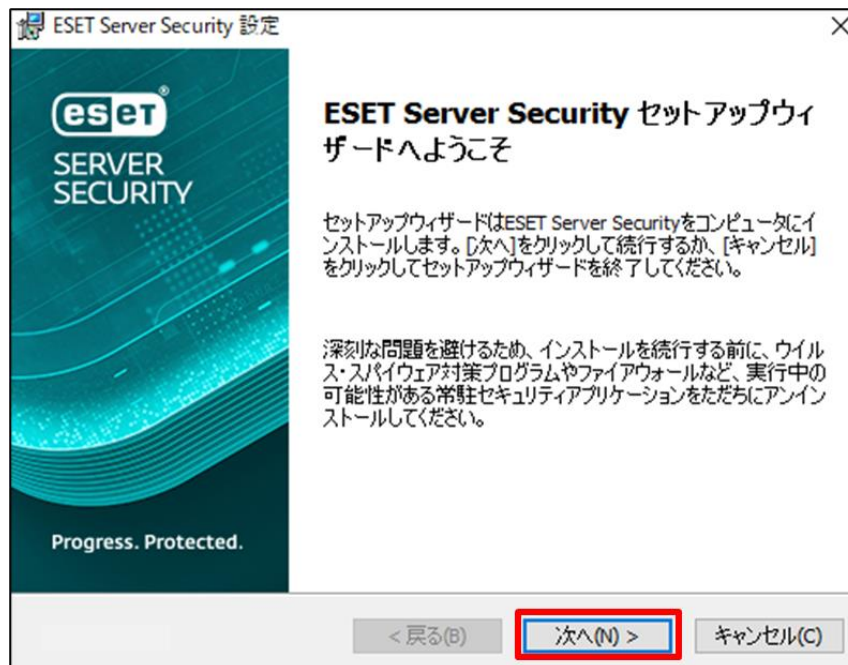 ESET Server Security 設定
eseT
SERVER
SECURITY
Progress. Protected.
ESET Server Security セットアップウィ
ザードへようこそ
セットアップウィザードはESET Server Securityをコンピュータにイ
ンストールします。[次へ]をクリックして続行するか、[キャンセル]
をクリックしてセットアップウィザードを終了してください。
深刻な問題を避けるため、インストールを続行する前に、ウイル
ス・スパイウェア対策プログラムやファイアウォールなど、実行中の
可能性がある常駐セキュリティアプリケーションをただちにアンイン
ストールしてください。
< 戻る(B)
次へ(N) >
キャンセル(C)